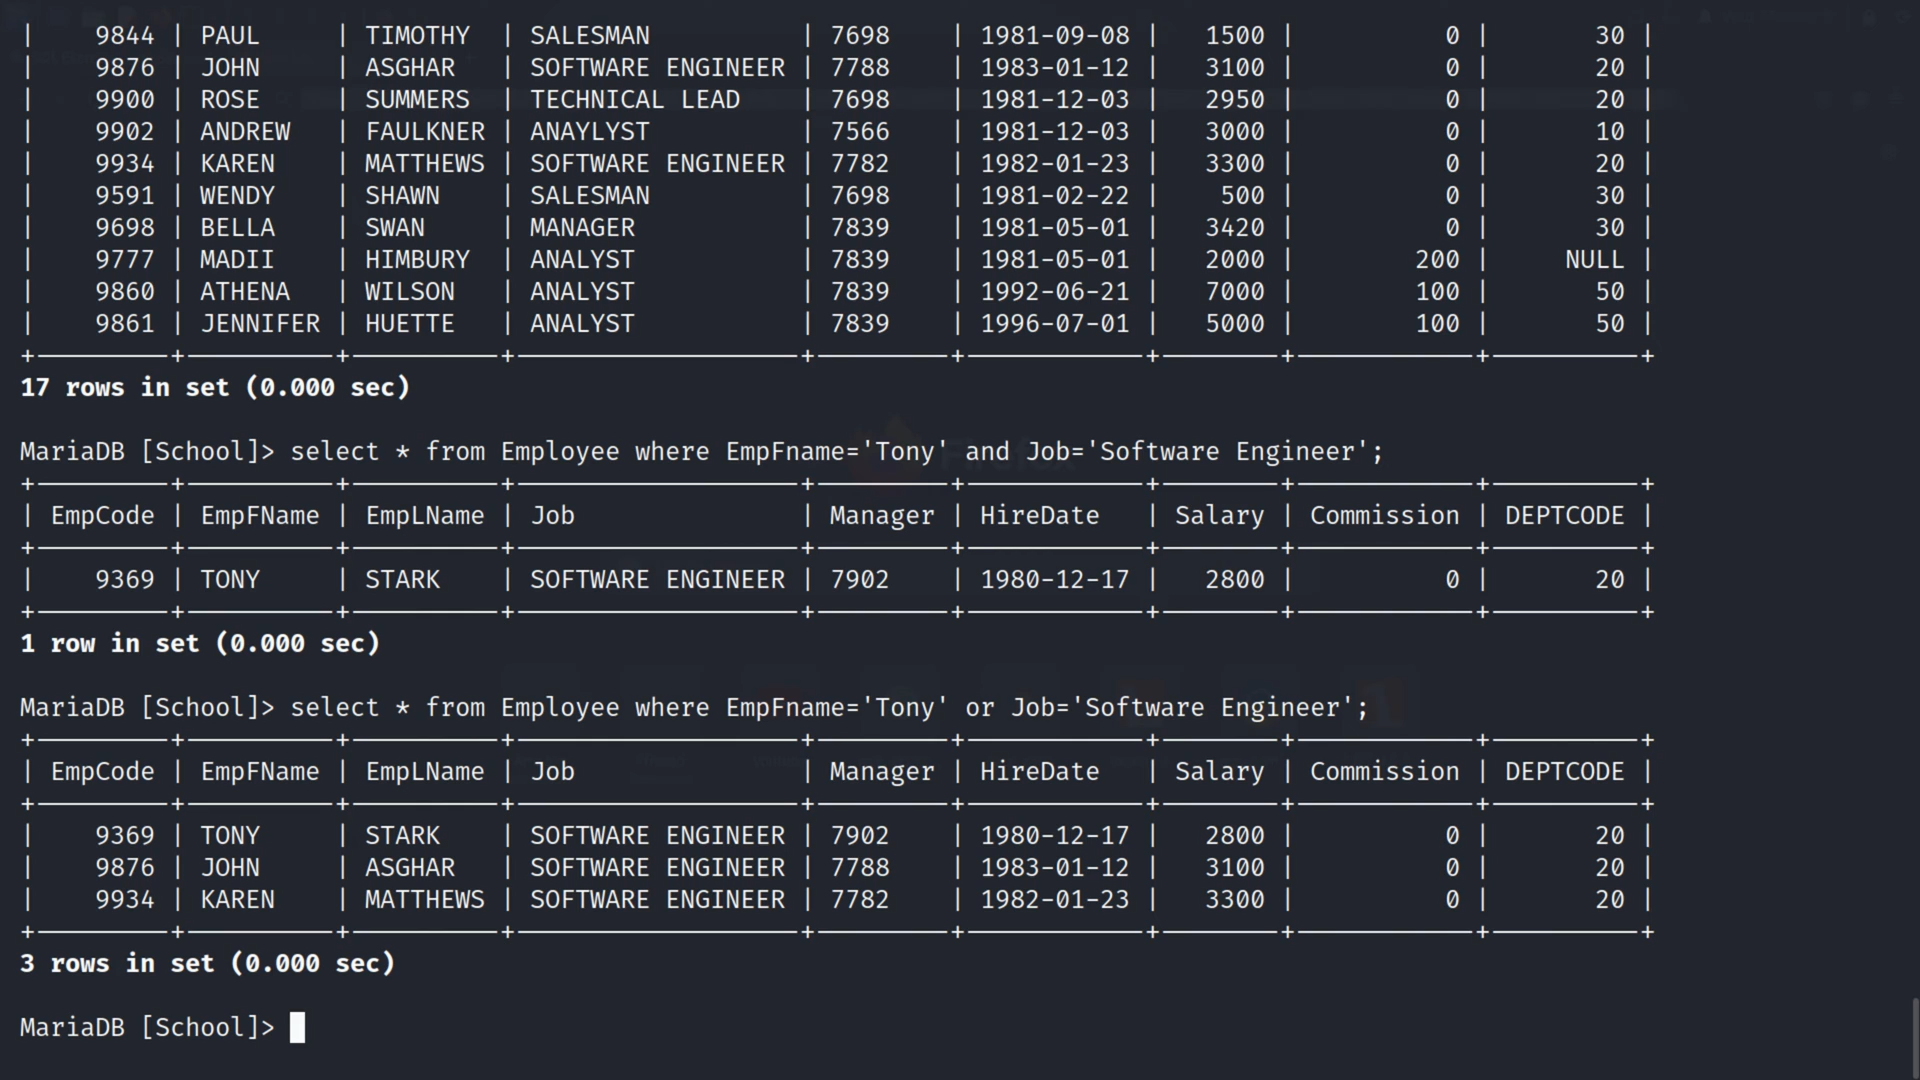 |     9844 | PAUL     | TIMOTHY  | SALESMAN          | 7698    | 1981-09-08 |   1500 |          0 |       30 |
|     9876 | JOHN     | ASGHAR   | SOFTWARE ENGINEER | 7788    | 1983-01-12 |   3100 |          0 |       20 |
|     9900 | ROSE     | SUMMERS  | TECHNICAL LEAD    | 7698    | 1981-12-03 |   2950 |          0 |       20 |
|     9902 | ANDREW   | FAULKNER | ANAYLYST          | 7566    | 1981-12-03 |   3000 |          0 |       10 |
|     9934 | KAREN    | MATTHEWS | SOFTWARE ENGINEER | 7782    | 1982-01-23 |   3300 |          0 |       20 |
|     9591 | WENDY    | SHAWN    | SALESMAN          | 7698    | 1981-02-22 |    500 |          0 |       30 |
|     9698 | BELLA    | SWAN     | MANAGER           | 7839    | 1981-05-01 |   3420 |          0 |       30 |
|     9777 | MADII    | HIMBURY  | ANALYST           | 7839    | 1981-05-01 |   2000 |        200 |     NULL |
|     9860 | ATHENA   | WILSON   | ANALYST           | 7839    | 1992-06-21 |   7000 |        100 |       50 |
|     9861 | JENNIFER | HUETTE   | ANALYST           | 7839    | 1996-07-01 |   5000 |        100 |       50 |
+---------+----------+----------+-------------------+---------+------------+--------+------------+----------+
17 rows in set (0.000 sec)
MariaDB [School]> select * from Employee where EmpFname='Tony' and Job='Software Engineer';
+---------+----------+----------+-------------------+---------+------------+--------+------------+----------+
| EmpCode | EmpFName | EmpLName | Job               | Manager | HireDate   | Salary | Commission | DEPTCODE |
+---------+----------+----------+-------------------+---------+------------+--------+------------+----------+
|    9369 | TONY     | STARK    | SOFTWARE ENGINEER | 7902    | 1980-12-17 |   2800 |          0 |       20 |
+---------+----------+----------+-------------------+---------+------------+--------+------------+----------+
1 row in set (0.000 sec)
MariaDB [School]> select * from Employee where EmpFname='Tony' or Job='Software Engineer';
+---------+----------+----------+-------------------+---------+------------+--------+------------+----------+
| EmpCode | EmpFName | EmpLName | Job               | Manager | HireDate   | Salary | Commission | DEPTCODE |
+---------+----------+----------+-------------------+---------+------------+--------+------------+----------+
|    9369 | TONY     | STARK    | SOFTWARE ENGINEER | 7902    | 1980-12-17 |   2800 |          0 |       20 |
|    9876 | JOHN     | ASGHAR   | SOFTWARE ENGINEER | 7788    | 1983-01-12 |   3100 |          0 |       20 |
|    9934 | KAREN    | MATTHEWS | SOFTWARE ENGINEER | 7782    | 1982-01-23 |   3300 |          0 |       20 |
+---------+----------+----------+-------------------+---------+------------+--------+------------+----------+
3 rows in set (0.000 sec)
MariaDB [School]>